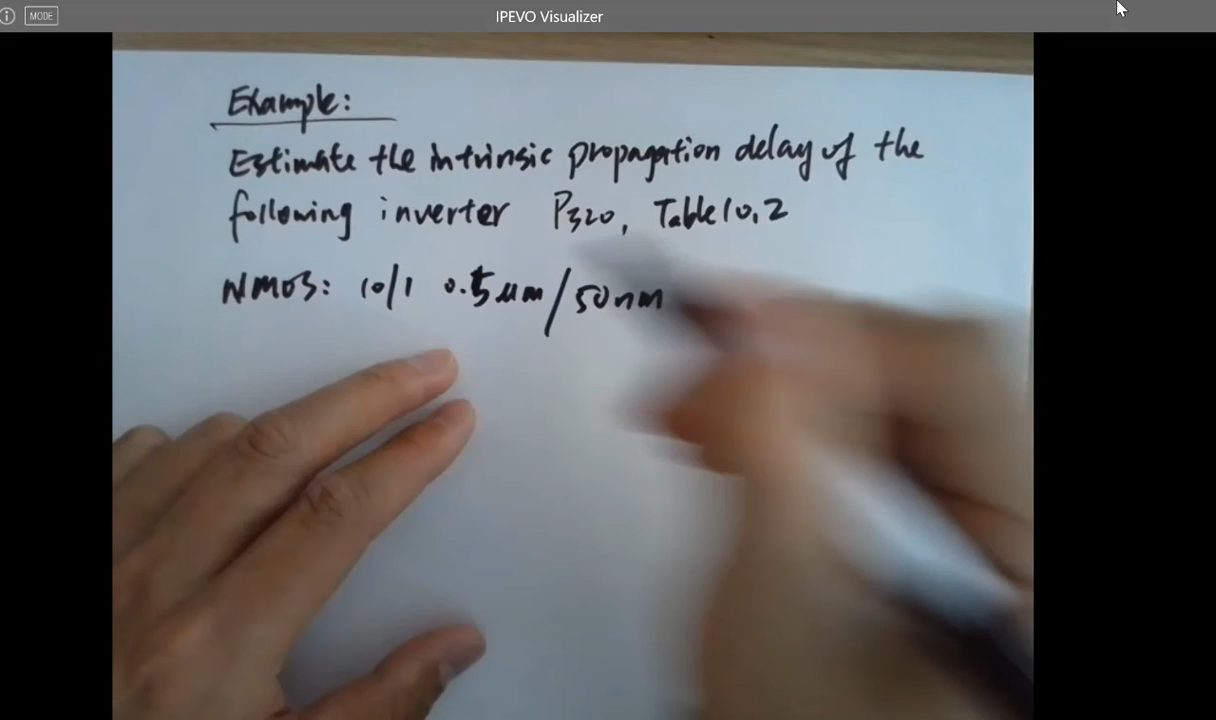 MODE
IPEVO Visualizer
Example:
Estimate the intrinsic propagation delay of the
following inverter P320, Table 10.2
NMOS: 10/1 0.5µm/50nm